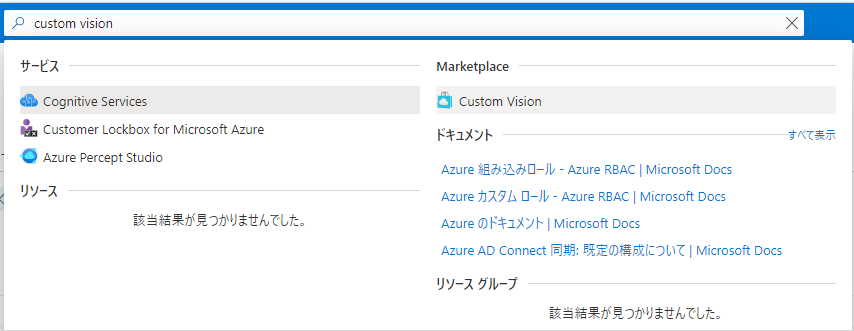 custom vision
サービス
Cognitive Services
Customer Lockbox for Microsoft Azure
Azure Percept Studio
リソース
該当結果が見つかりませんでした。
Marketplace
Custom Vision
ドキュメント
すべて表示
Azure 組み込みロール - Azure RBAC | Microsoft Docs
Azure カスタム ロール - Azure RBAC | Microsoft Docs
Azure のドキュメント | Microsoft Docs
Azure AD Connect 同期: 既定の構成について | Microsoft Docs
リソース グループ
該当結果が見つかりませんでした。